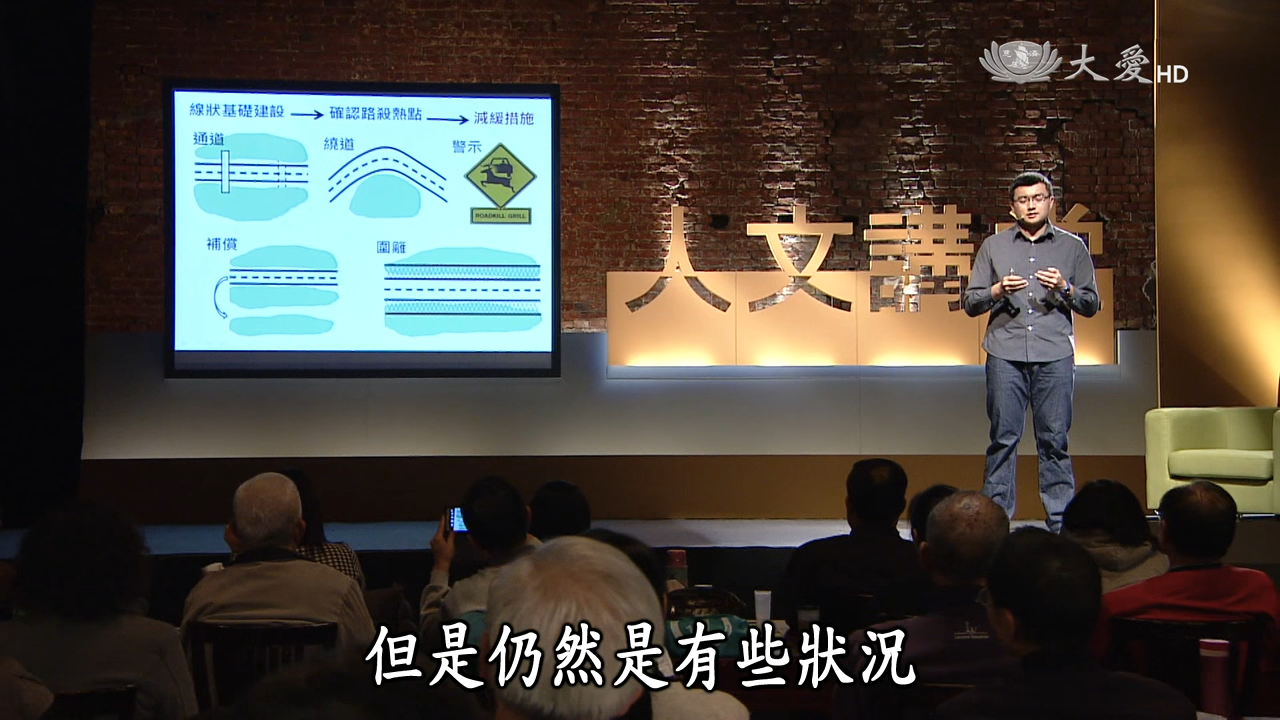 大愛HD
線狀基礎建設 → 確認路殺熱點 → 減緩措施
通道
繞道
警示
ROADKILL GRILL
補償
圍籬
人文講堂
但是仍然是有些狀況